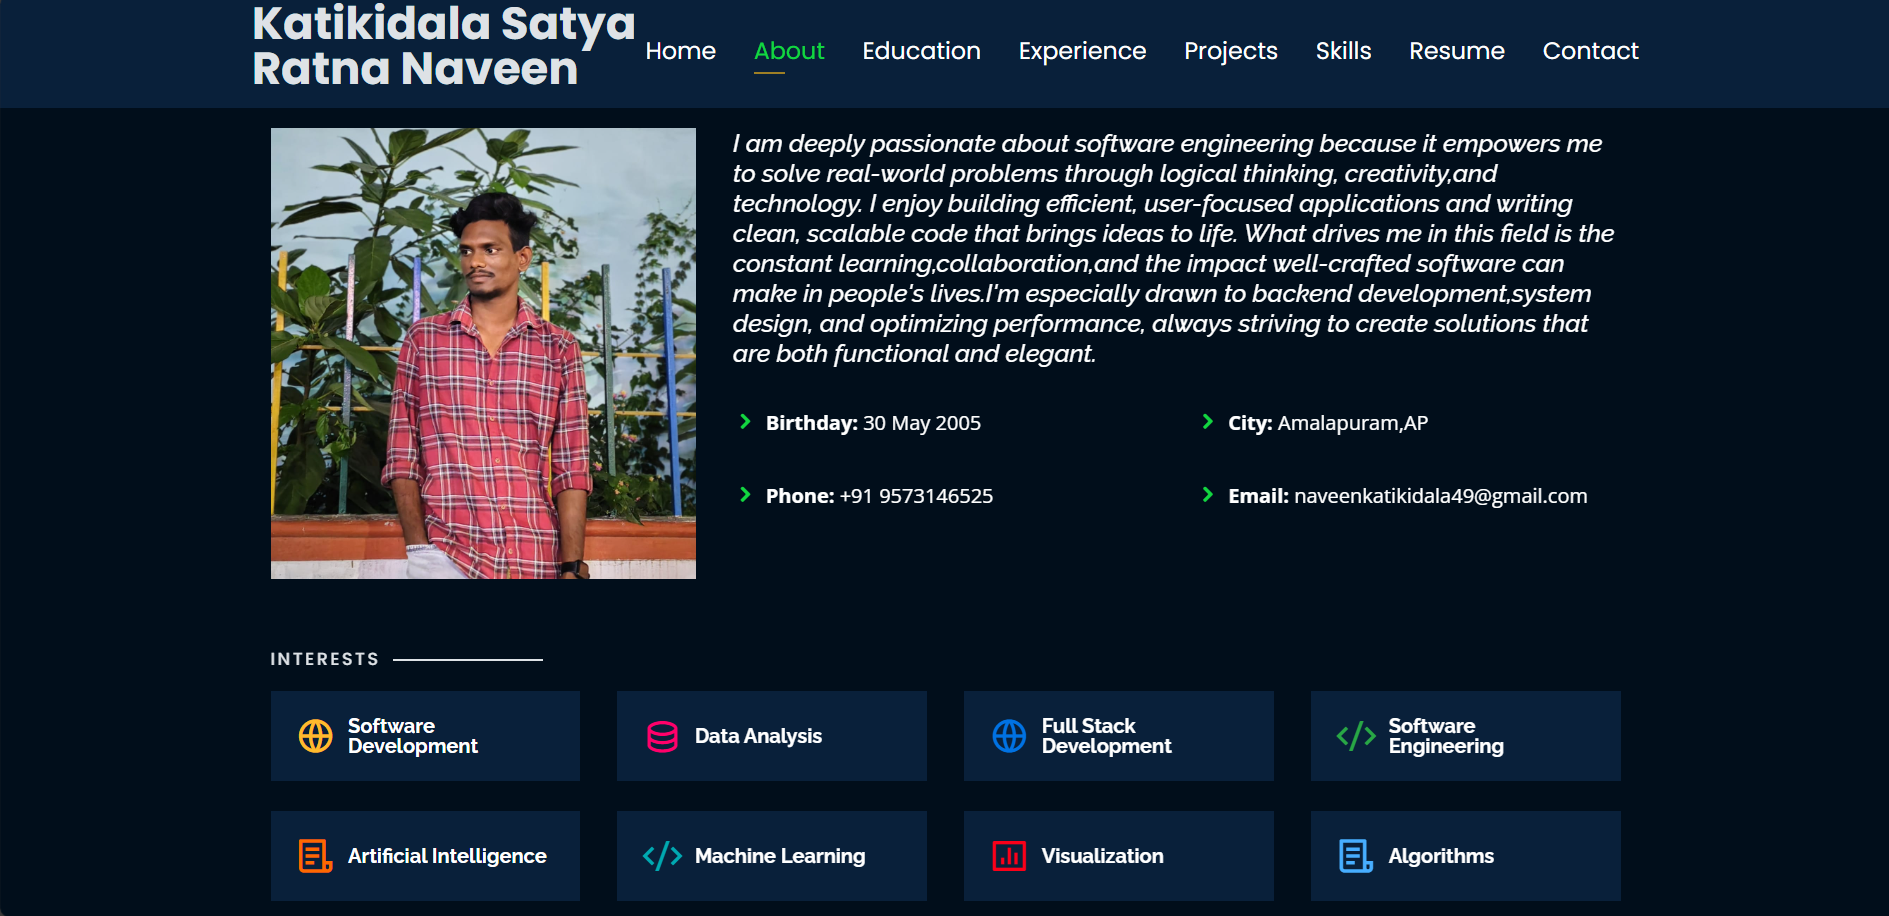 Katikidala Satya
Ratna Naveen
Home About Education Experience Projects Skills Resume Contact
I am deeply passionate about software engineering because it empowers me
to solve real-world problems through logical thinking, creativity,and
technology. I enjoy building efficient, user-focused applications and writing
clean, scalable code that brings ideas to life. What drives me in this field is the
constant learning,collaboration,and the impact well-crafted software can
make in people's lives.I'm especially drawn to backend development,system
design, and optimizing performance, always striving to create solutions that
are both functional and elegant.
Birthday: 30 May 2005
City: Amalapuram,AP
Phone: +91 9573146525
Email: naveenkatikidala49@gmail.com
INTERESTS
Software
Development
Data Analysis
Full Stack
Development
Software
Engineering
Artificial Intelligence
Machine Learning
Visualization
Algorithms